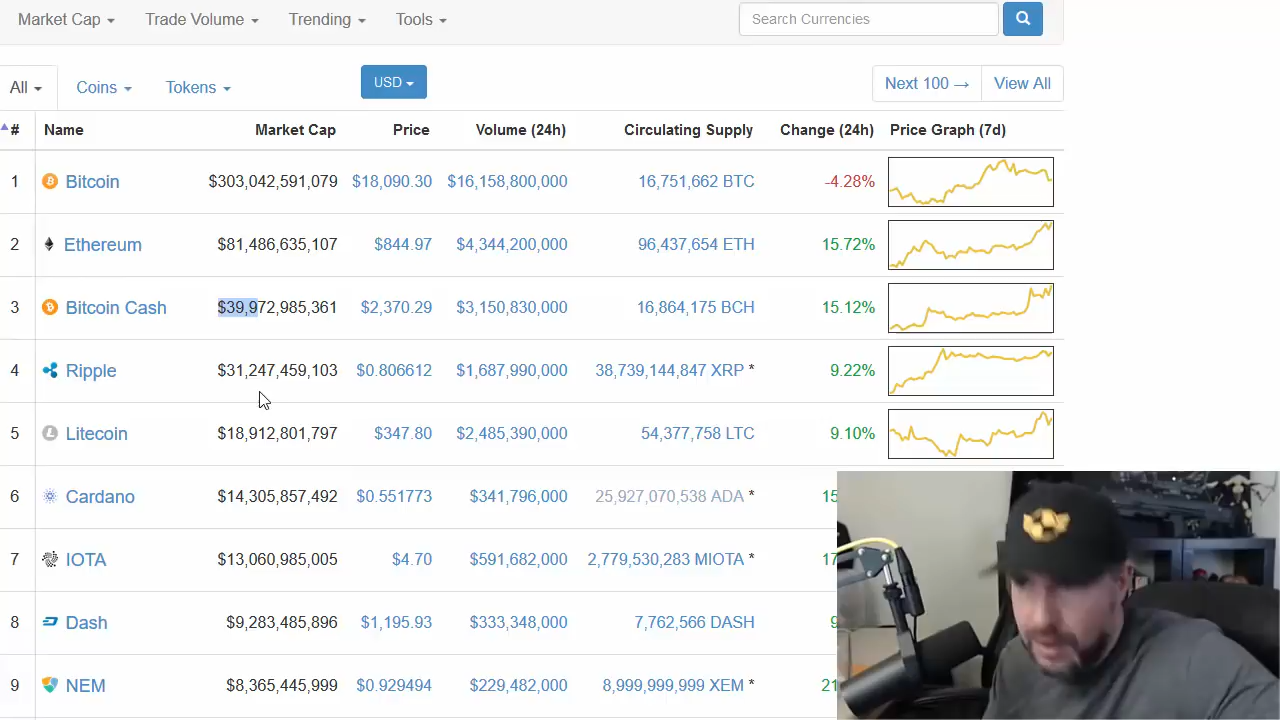 Market Cap Trade Volume Trending Tools Search Currencies
All Coins Tokens USD Next 100 → View All
# Name Market Cap Price Volume (24h) Circulating Supply Change (24h) Price Graph (7d)
1 Bitcoin $303,042,591,079 $18,090.30 $16,158,800,000 16,751,662 BTC -4.28%
2 Ethereum $81,486,635,107 $844.97 $4,344,200,000 96,437,654 ETH 15.72%
3 Bitcoin Cash $39,972,985,361 $2,370.29 $3,150,830,000 16,864,175 BCH 15.12%
4 Ripple $31,247,459,103 $0.806612 $1,687,990,000 38,739,144,847 XRP * 9.22%
5 Litecoin $18,912,801,797 $347.80 $2,485,390,000 54,377,758 LTC 9.10%
6 Cardano $14,305,857,492 $0.551773 $341,796,000 25,927,070,538 ADA * 15
7 IOTA $13,060,985,005 $4.70 $591,682,000 2,779,530,283 MIOTA * 17
8 Dash $9,283,485,896 $1,195.93 $333,348,000 7,762,566 DASH 9
9 NEM $8,365,445,999 $0.929494 $229,482,000 8,999,999,999 XEM * 21